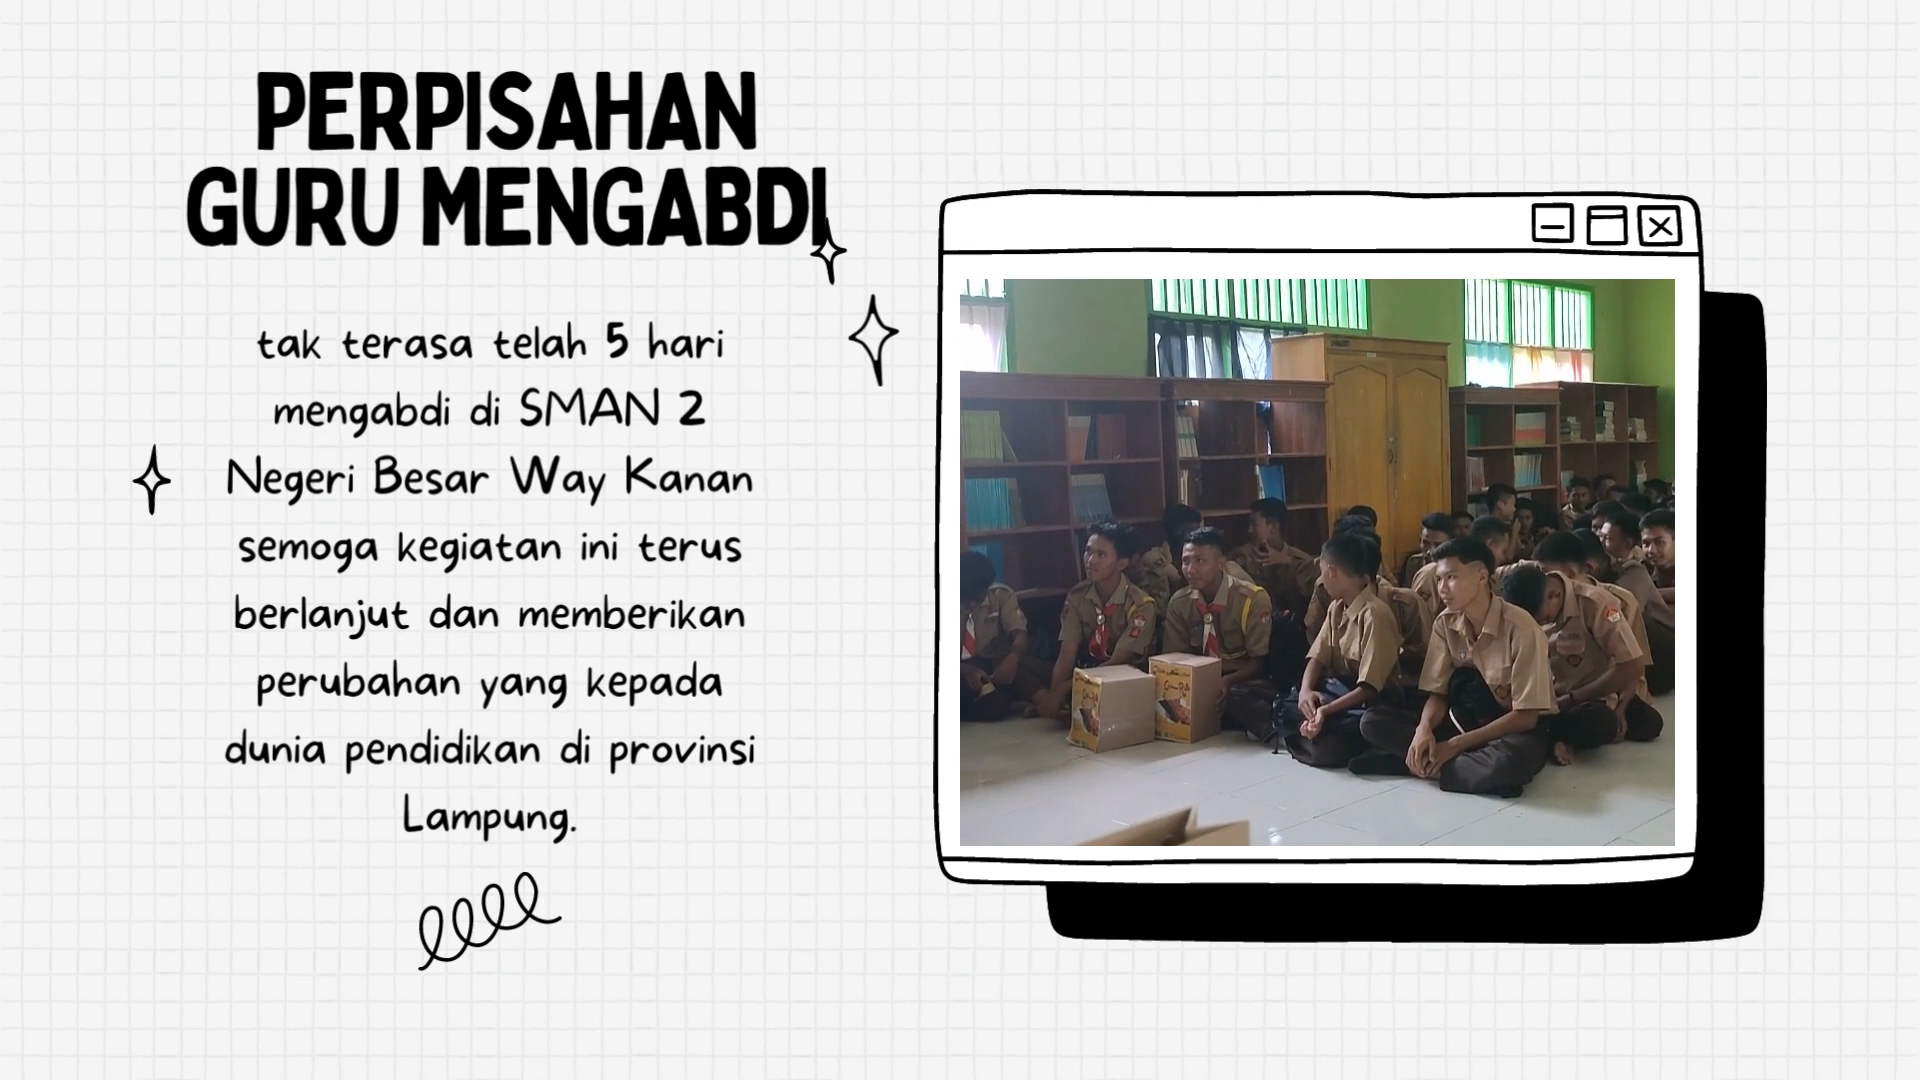 PERPISAHAN
GURU MENGABDI
tak terasa telah 5 hari
mengabdi di SMAN 2
Negeri Besar Way Kanan
semoga kegiatan ini terus
berlanjut dan memberikan
perubahan yang kepada
dunia pendidikan di provinsi
Lampung.